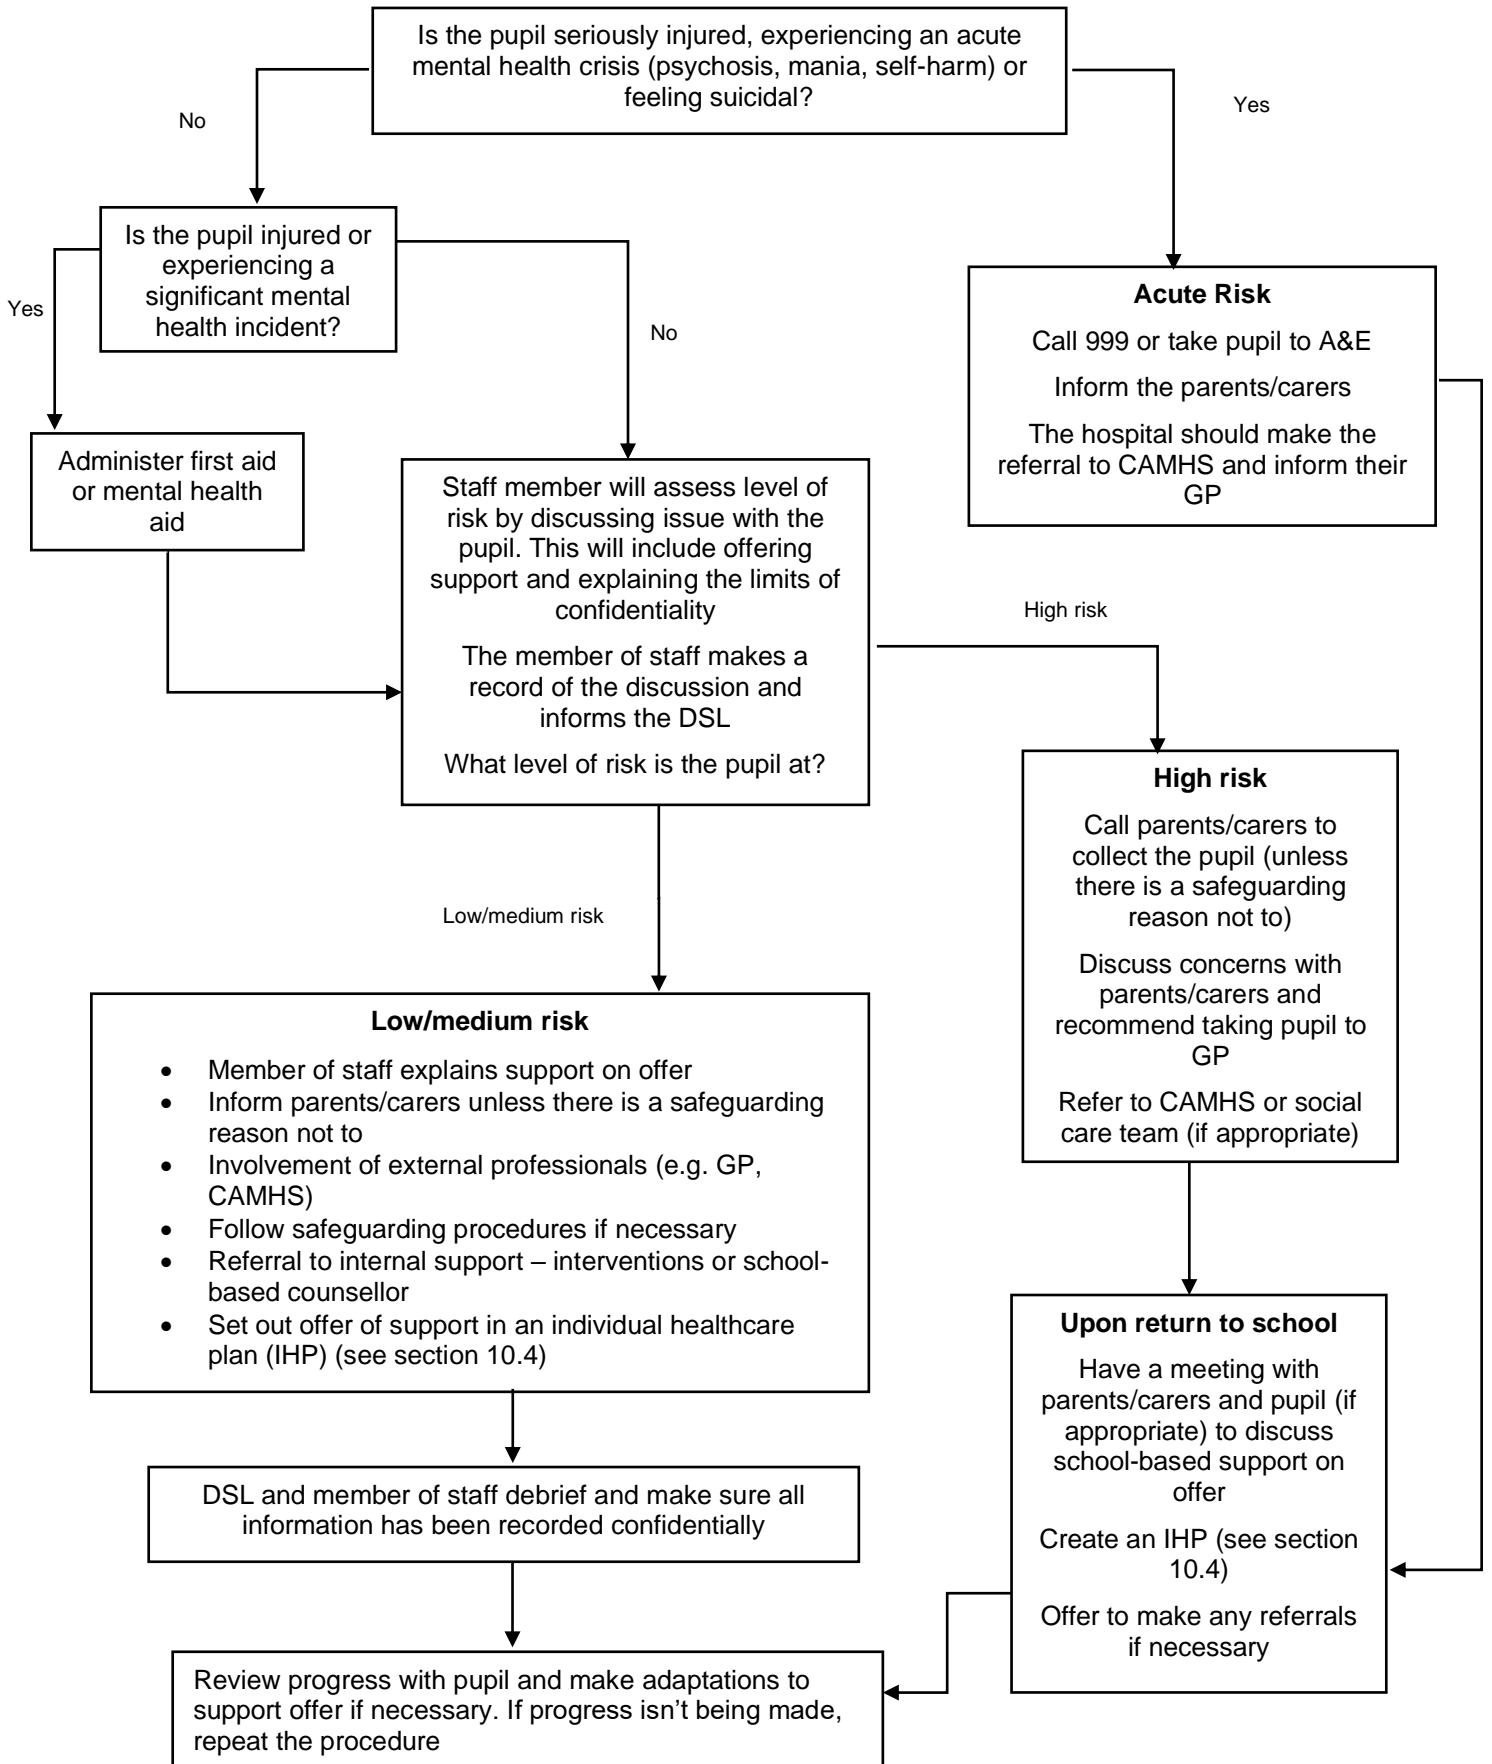 Is the pupil seriously injured, experiencing an acute
mental health crisis (psychosis, mania, self-harm) or
feeling suicidal?
No
Yes
Is the pupil injured or
experiencing a
significant mental
health incident?
Yes
No
Acute Risk
Call 999 or take pupil to A&E
Inform the parents/carers
The hospital should make the
referral to CAMHS and inform their
GP
Administer first aid
or mental health
aid
Staff member will assess level of
risk by discussing issue with the
pupil. This will include offering
support and explaining the limits of
confidentiality
The member of staff makes a
record of the discussion and
informs the DSL
What level of risk is the pupil at?
High risk
High risk
Call parents/carers to
collect the pupil (unless
there is a safeguarding
reason not to)
Discuss concerns with
parents/carers and
recommend taking pupil to
GP
Refer to CAMHS or social
care team (if appropriate)
Low/medium risk
Low/medium risk
• Member of staff explains support on offer
• Inform parents/carers unless there is a safeguarding
reason not to
• Involvement of external professionals (e.g. GP,
CAMHS)
• Follow safeguarding procedures if necessary
• Referral to internal support – interventions or school-
based counsellor
• Set out offer of support in an individual healthcare
plan (IHP) (see section 10.4)
Upon return to school
Have a meeting with
parents/carers and pupil (if
appropriate) to discuss
school-based support on
offer
Create an IHP (see section
10.4)
Offer to make any referrals
if necessary
DSL and member of staff debrief and make sure all
information has been recorded confidentially
Review progress with pupil and make adaptations to
support offer if necessary. If progress isn't being made,
repeat the procedure